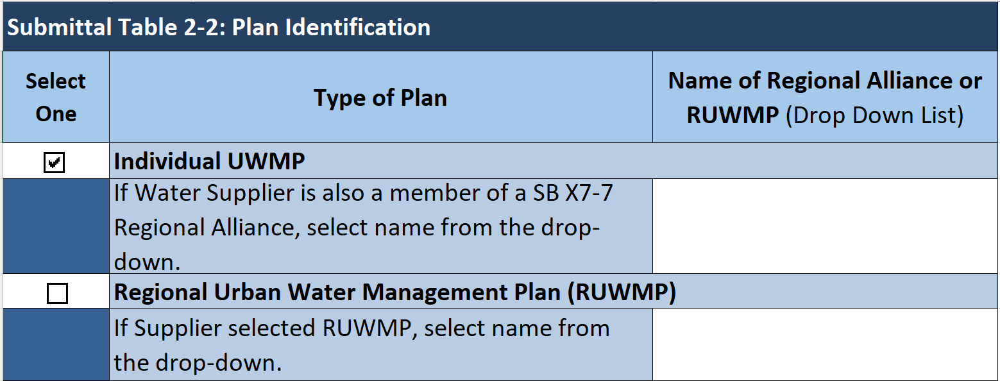 Submittal Table 2-2: Plan Identification
Select
One
Type of Plan
Name of Regional Alliance or
RUWMP (Drop Down List)
Individual UWMP
If Water Supplier is also a member of a SB X7-7
Regional Alliance, select name from the drop-
down.
Regional Urban Water Management Plan (RUWMP)
If Supplier selected RUWMP, select name from
the drop-down.